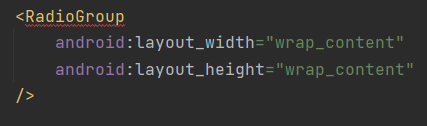 <RadioGroup
    android:layout_width="wrap_content"
    android:layout_height="wrap_content"
/>